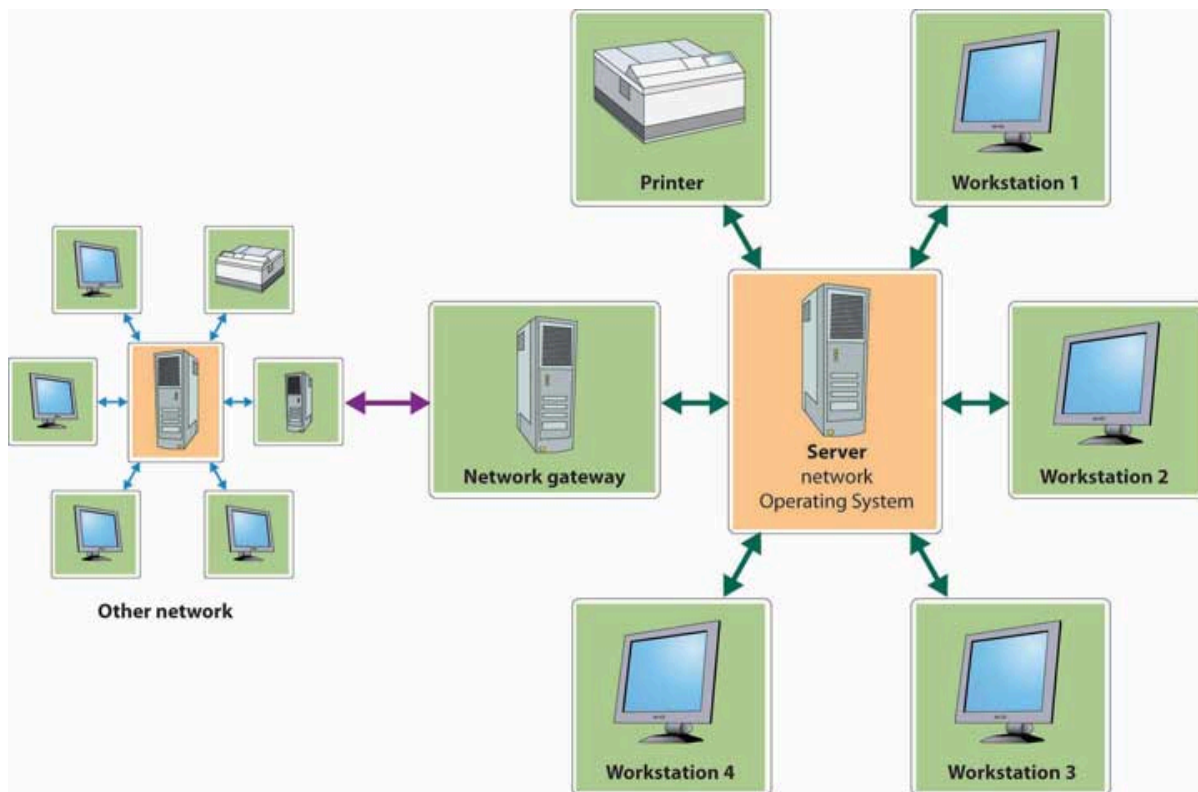 Printer
Workstation 1
Network gateway
Server
network
Operating System
Workstation 2
Other network
Workstation 4
Workstation 3